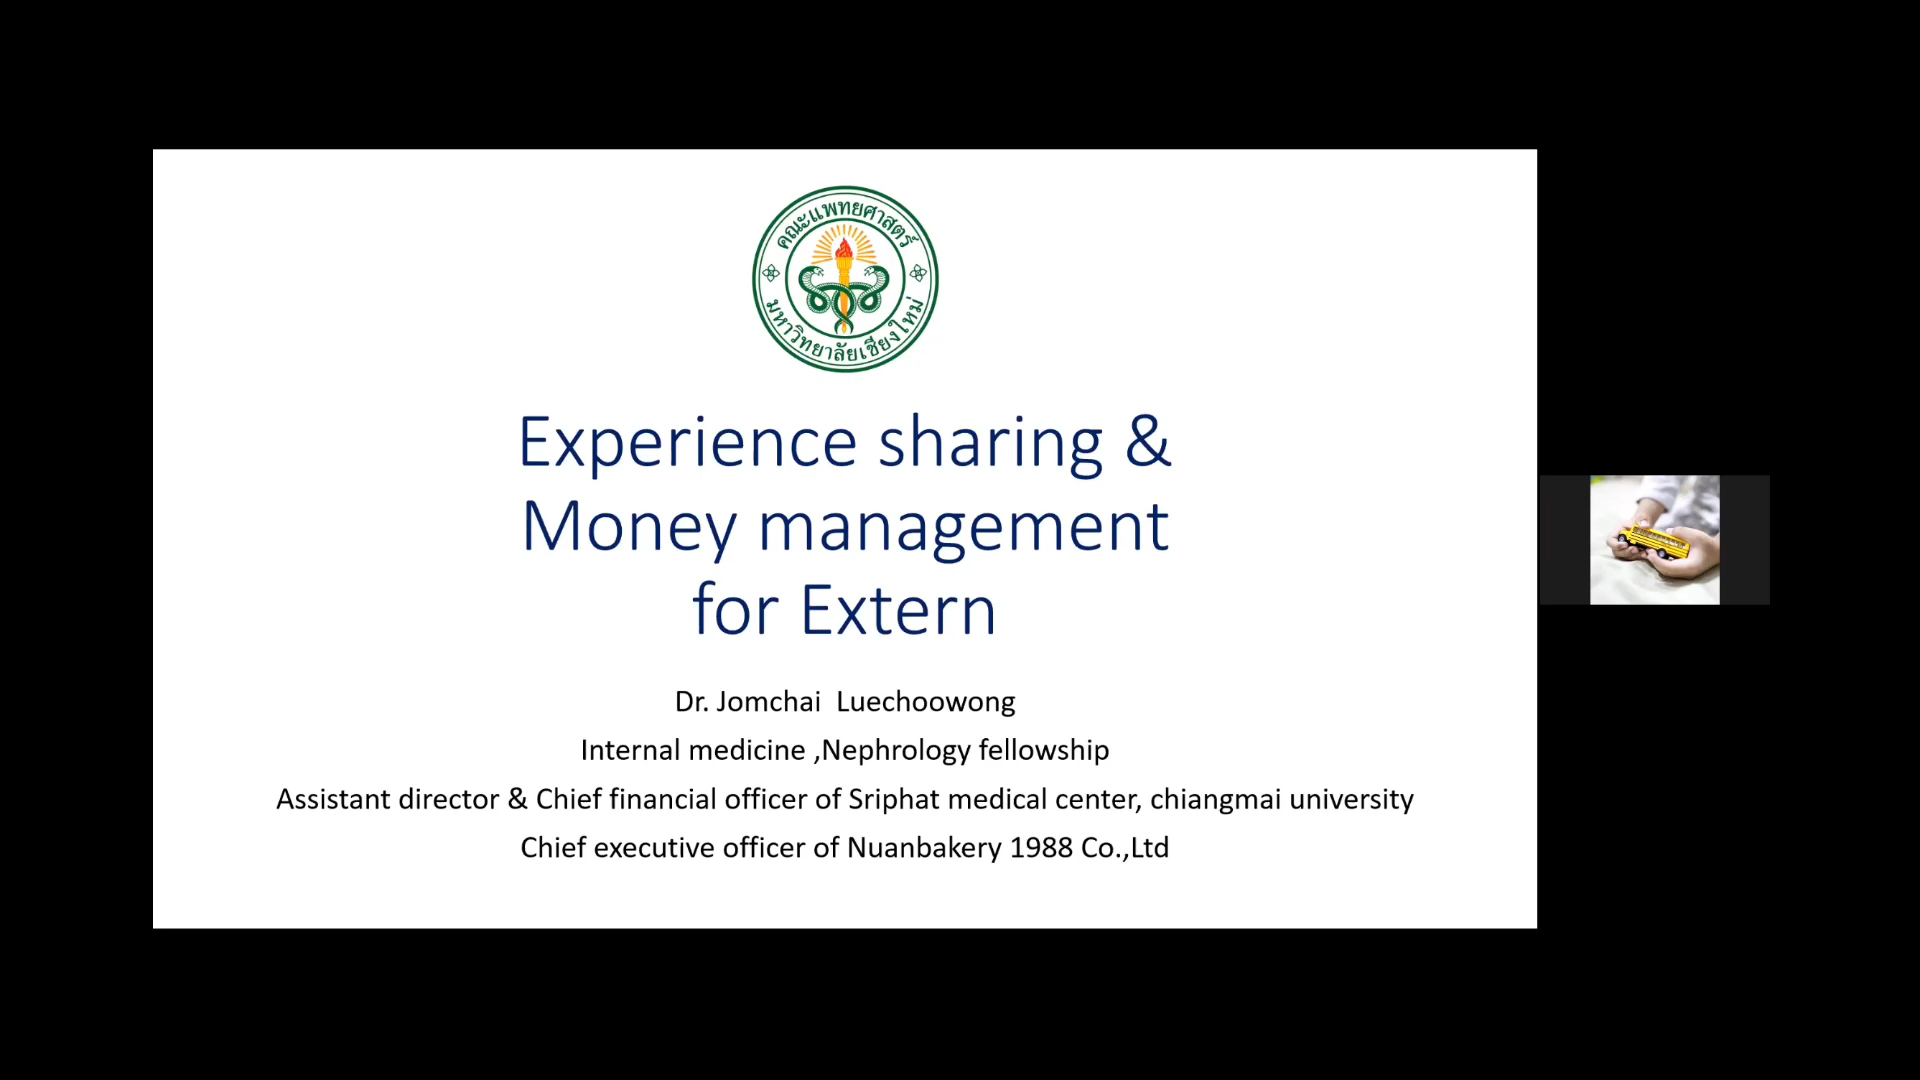 คณะแพทยศาสตร์
มหาวิทยาลัยเชียงใหม่
Experience sharing &
Money management
for Extern
Dr. Jomchai  Luechoowong
Internal medicine ,Nephrology fellowship
Assistant director & Chief financial officer of Sriphat medical center, chiangmai university
Chief executive officer of Nuanbakery 1988 Co.,Ltd